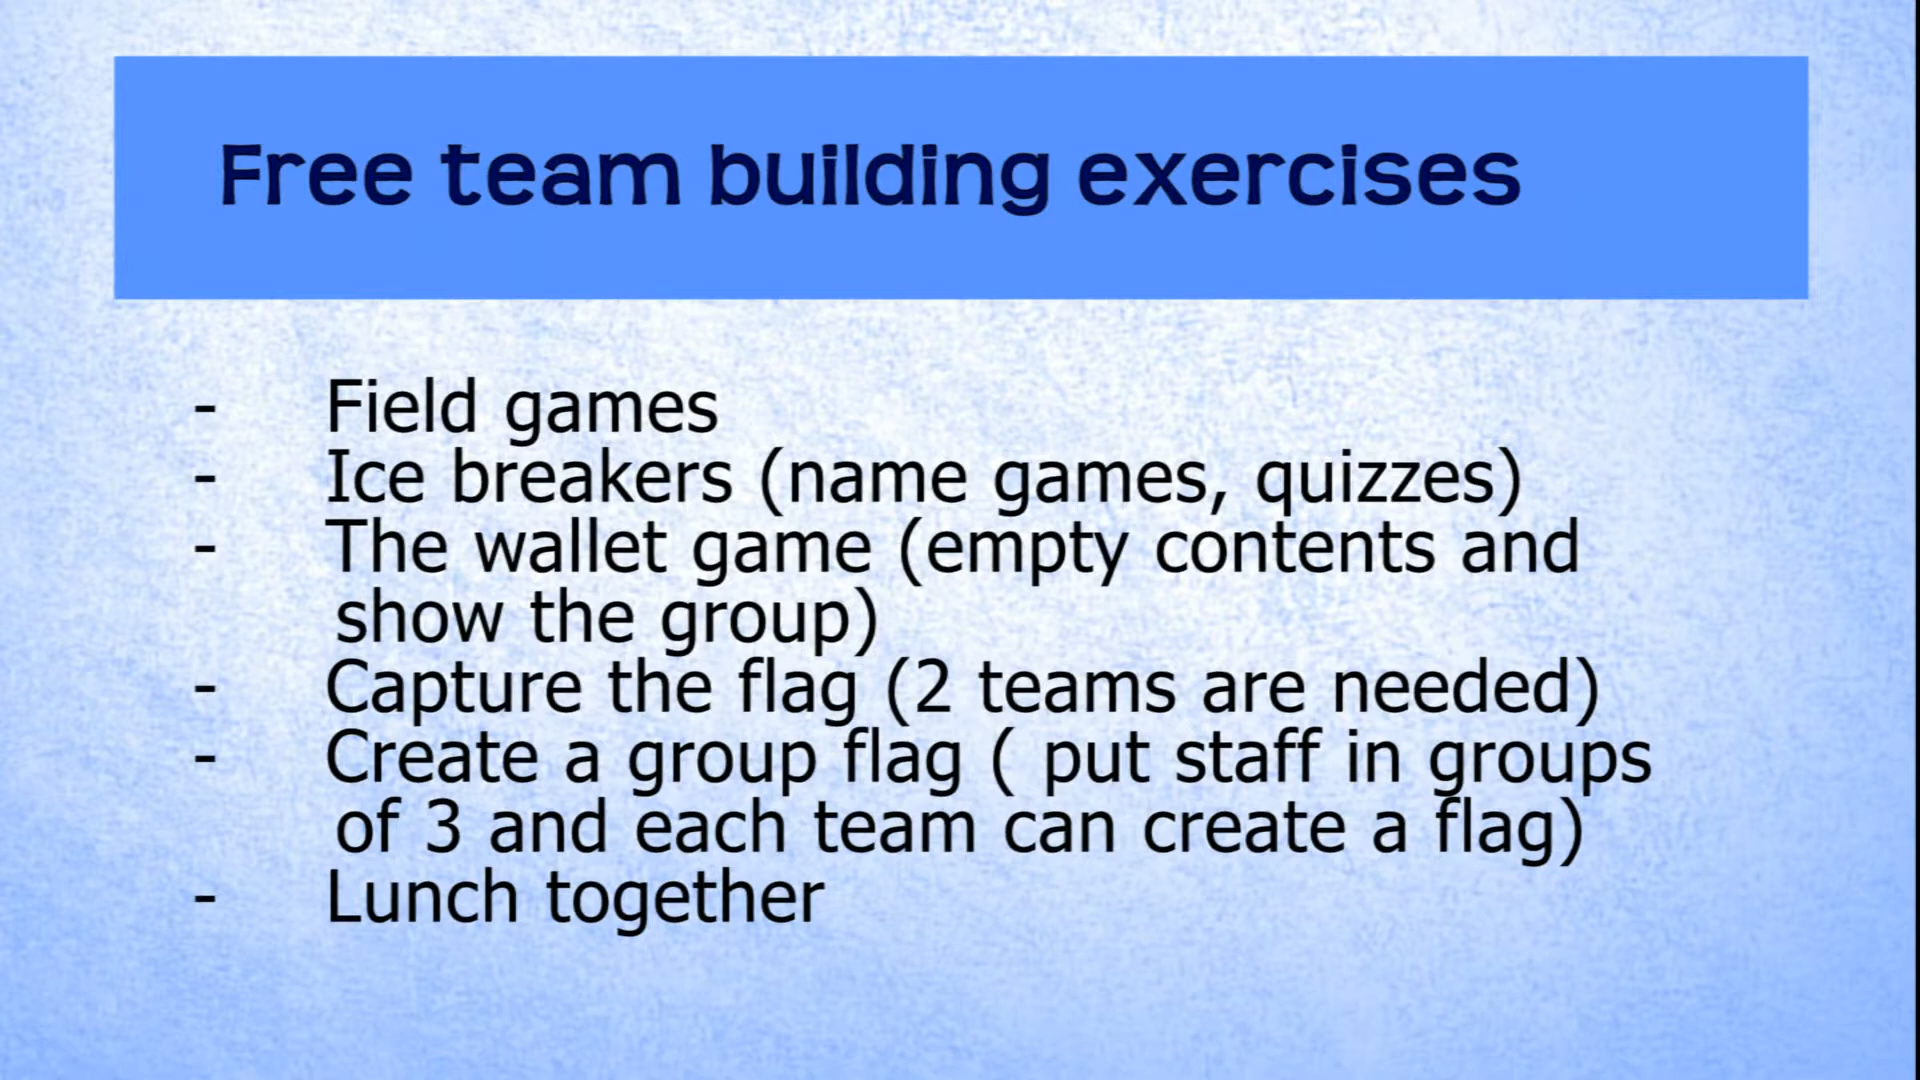 Free team building exercises
- Field games
- Ice breakers (name games, quizzes)
- The wallet game (empty contents and
show the group)
- Capture the flag (2 teams are needed)
- Create a group flag ( put staff in groups
of 3 and each team can create a flag)
- Lunch together